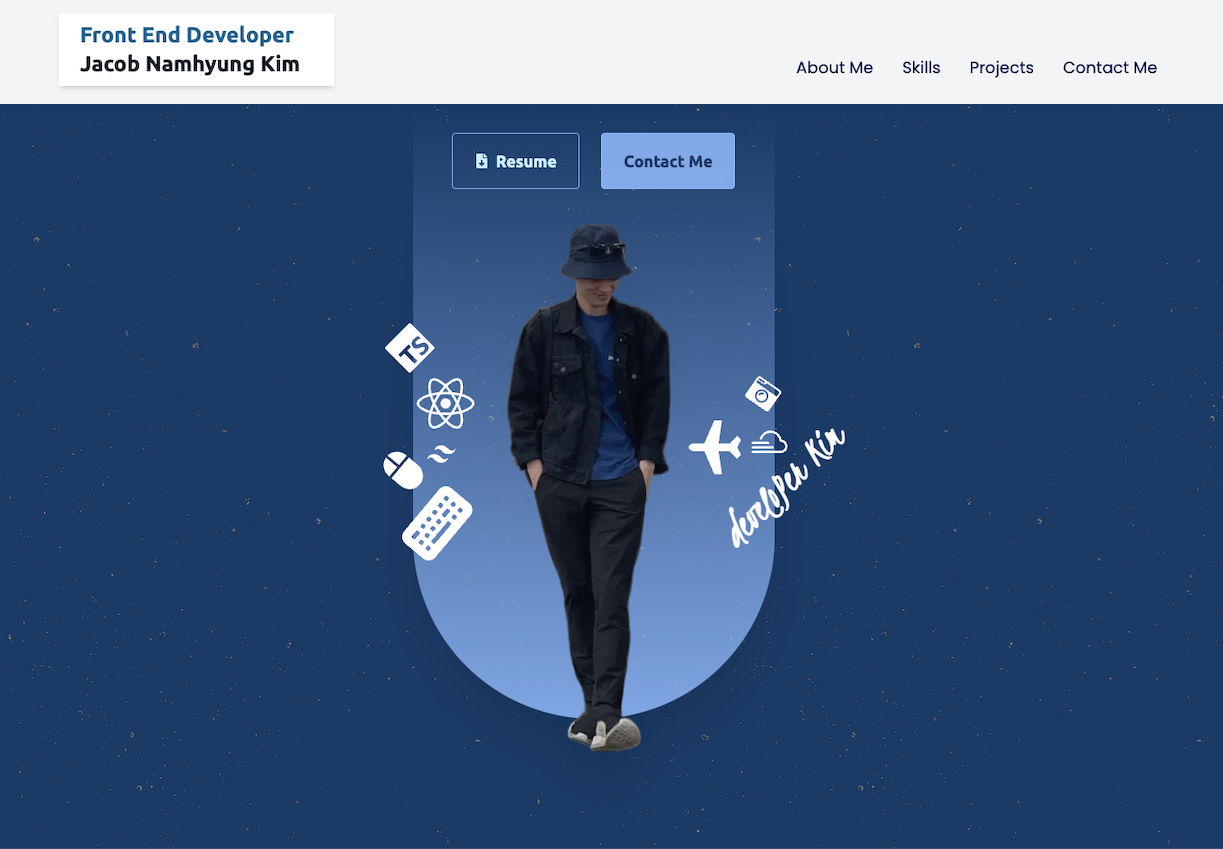 Front End Developer
Jacob Namhyung Kim
About Me Skills Projects Contact Me
Resume Contact Me
TS
developer Kim